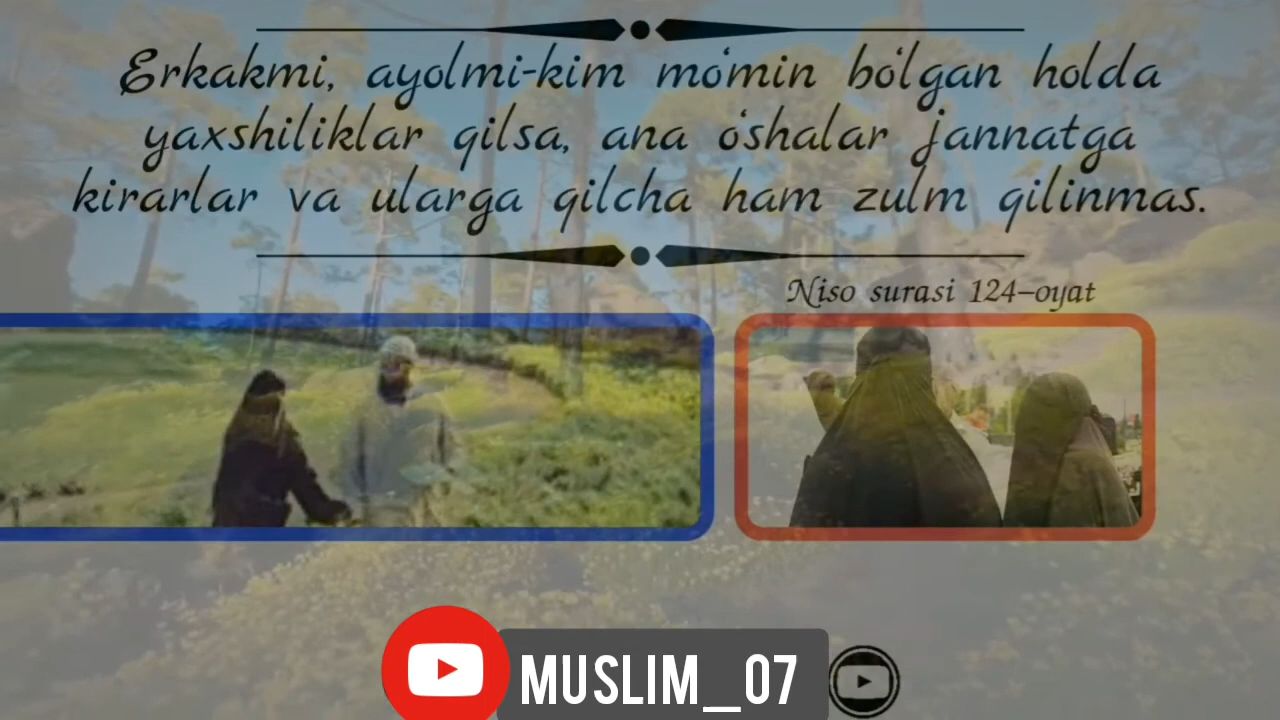 Erkakmi, ayolmi-kim mo‘min bo‘lgan holda
yaxshiliklar qilsa, ana o‘shalar jannatga
kirarlar va ularga qilcha ham zulm qilinmas.
Niso surasi 124–oyat
MUSLIM_07